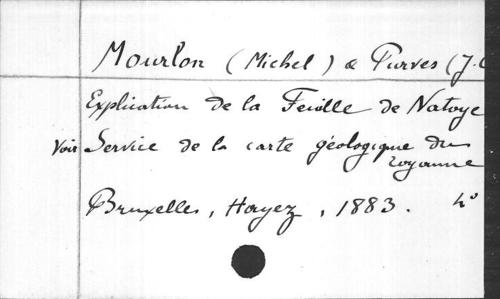 Mourlon (Michel) & Purves (J.
Explication de la Feuille de Natoye
Voir Service de la carte géologique du
royaume
Bruxelles, Hayez, 1883. 4°